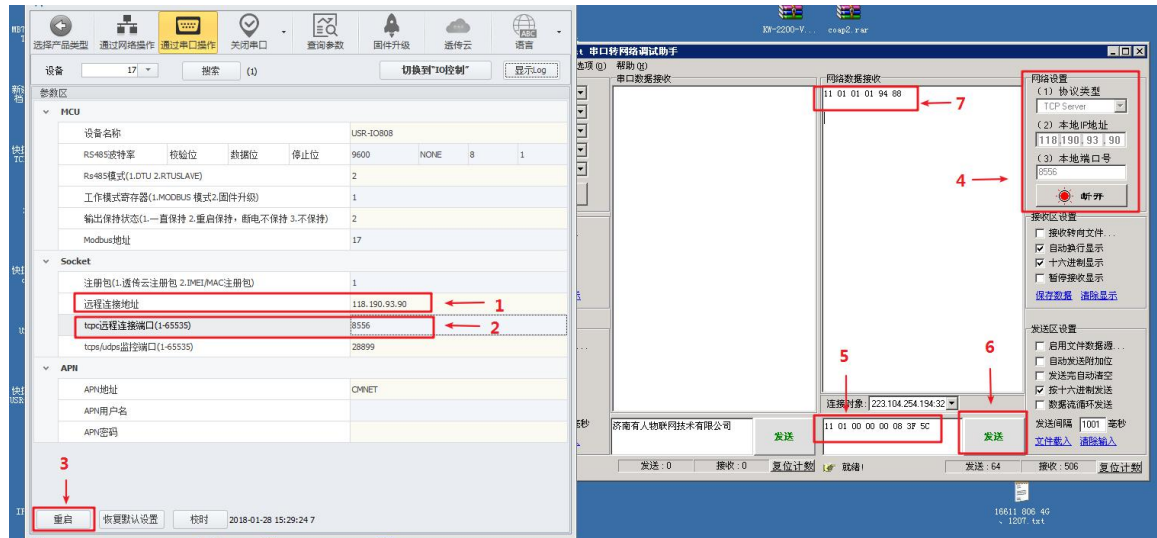 KW-2200-V... coap2.rar
选择产品类型 通过网络操作 通过串口操作 关闭串口 查询参数 固件升级 透传云 ABC 语言
设备 17 搜索 (1) 切换到"IO控制" 显示Log
参数区
MCU
设备名称 USR-IO808
RS485波特率 校验位 数据位 停止位 9600 NONE 8 1
Rs485模式(1.DTU 2.RTUSLAVE) 2
工作模式寄存器(1.MODBUS 模式2.固件升级) 1
输出保持状态(1.一直保持 2.重启保持，断电不保持 3.不保持) 2
Modbus地址 17
Socket
注册包(1.透传云注册包 2.IMEI/MAC注册包) 1
远程连接地址 118.190.93.90 1
tcpc远程连接端口(1-65535) 8556 2
tcps/udps监控端口(1-65535) 28899
APN
APN地址 CMNET
APN用户名
APN密码
3
重启 恢复默认设置 校时 2018-01-28 15:29:24 7
串口转网络调试助手
选项(O) 帮助(H)
串口数据接收
网络数据接收
11 01 01 01 94 88
7
网络设置
(1) 协议类型
TCP Server
(2) 本地IP地址
118.190.93.90
(3) 本地端口号
8556
断开
4
接收区设置
接收转向文件...
自动换行显示
十六进制显示
暂停接收显示
保存数据 清除显示
发送区设置
启用文件数据源...
自动发送附加位
发送完自动清空
按十六进制发送
数据流循环发送
发送间隔 1001 毫秒
文件载入 清除输入
5
6
连接对象: 223.104.254.194:32
济南有人物联网技术有限公司 发送
11 01 00 00 00 08 3F 5C 发送
发送:0 接收:0 复位计数
就绪! 发送:64 接收:506 复位计数
16611 806 4G
、1207.txt